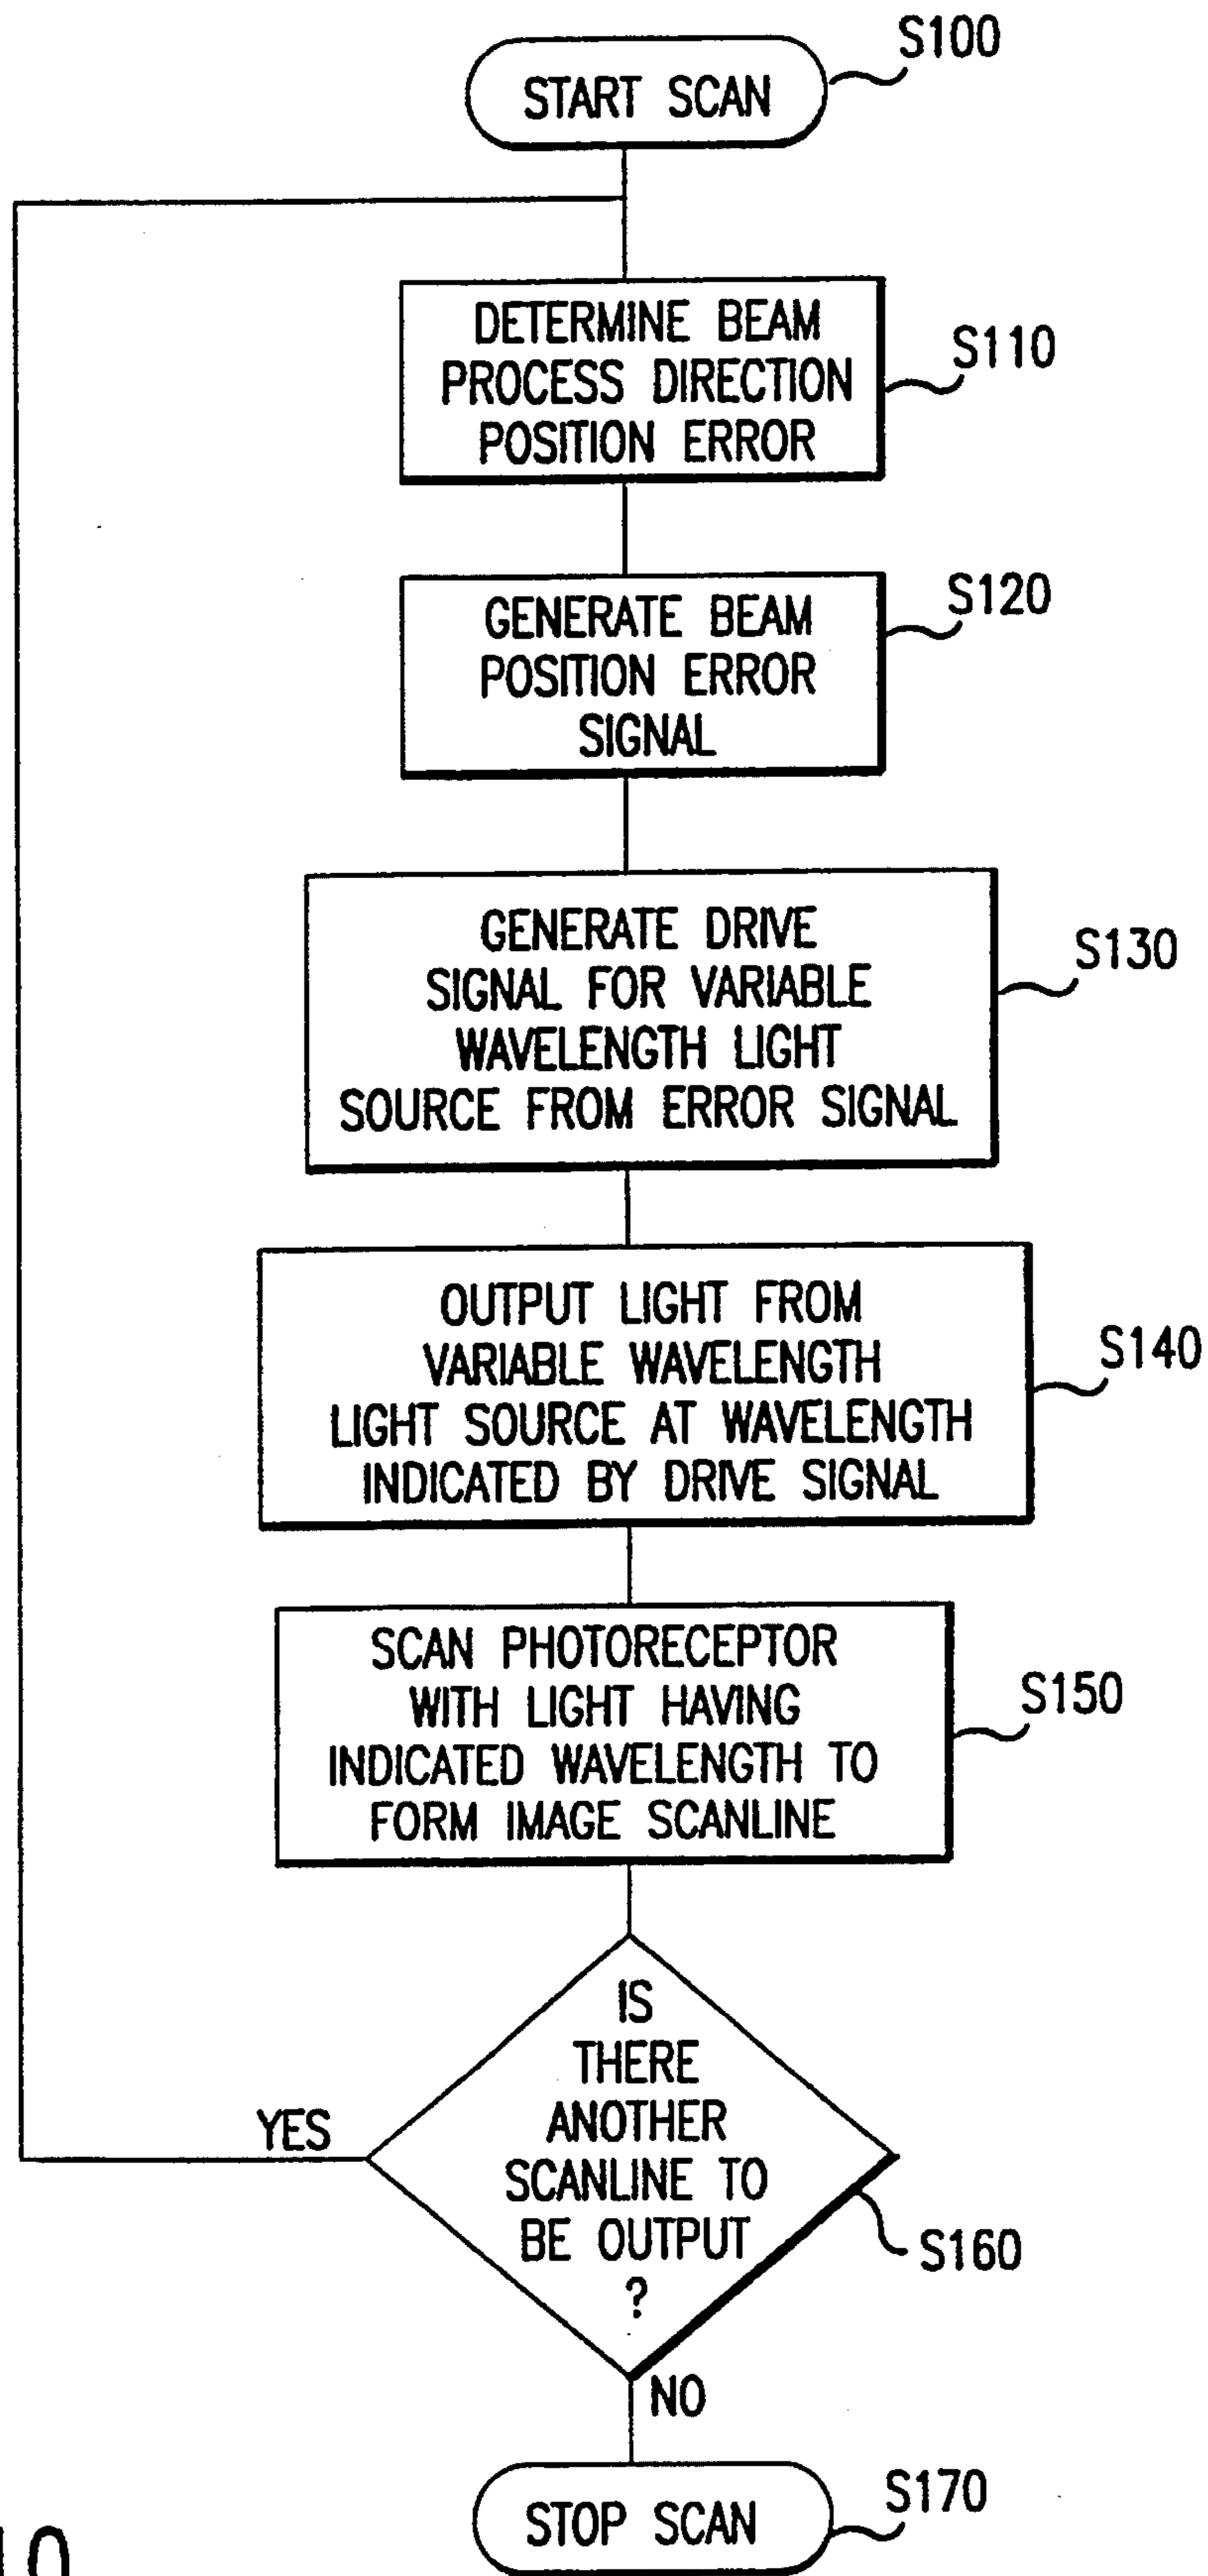 S100
START SCAN
DETERMINE BEAM
PROCESS DIRECTION
POSITION ERROR
S110
GENERATE BEAM
POSITION ERROR
SIGNAL
S120
GENERATE DRIVE
SIGNAL FOR VARIABLE
WAVELENGTH LIGHT
SOURCE FROM ERROR SIGNAL
S130
OUTPUT LIGHT FROM
VARIABLE WAVELENGTH
LIGHT SOURCE AT WAVELENGTH
INDICATED BY DRIVE SIGNAL
S140
SCAN PHOTORECEPTOR
WITH LIGHT HAVING
INDICATED WAVELENGTH TO
FORM IMAGE SCANLINE
S150
IS
THERE
ANOTHER
SCANLINE TO
BE OUTPUT
?
YES
S160
NO
STOP SCAN
S170